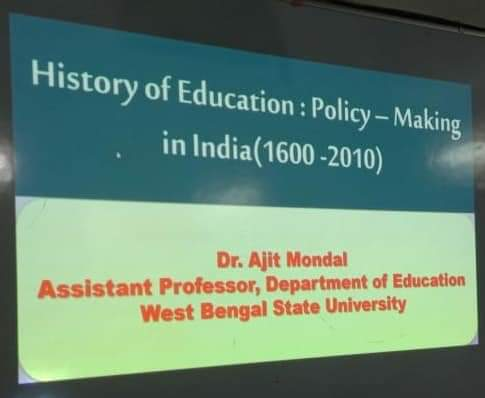 History of Education : Policy – Making
in India(1600 -2010)
Dr. Ajit Mondal
Assistant Professor, Department of Education
West Bengal State University